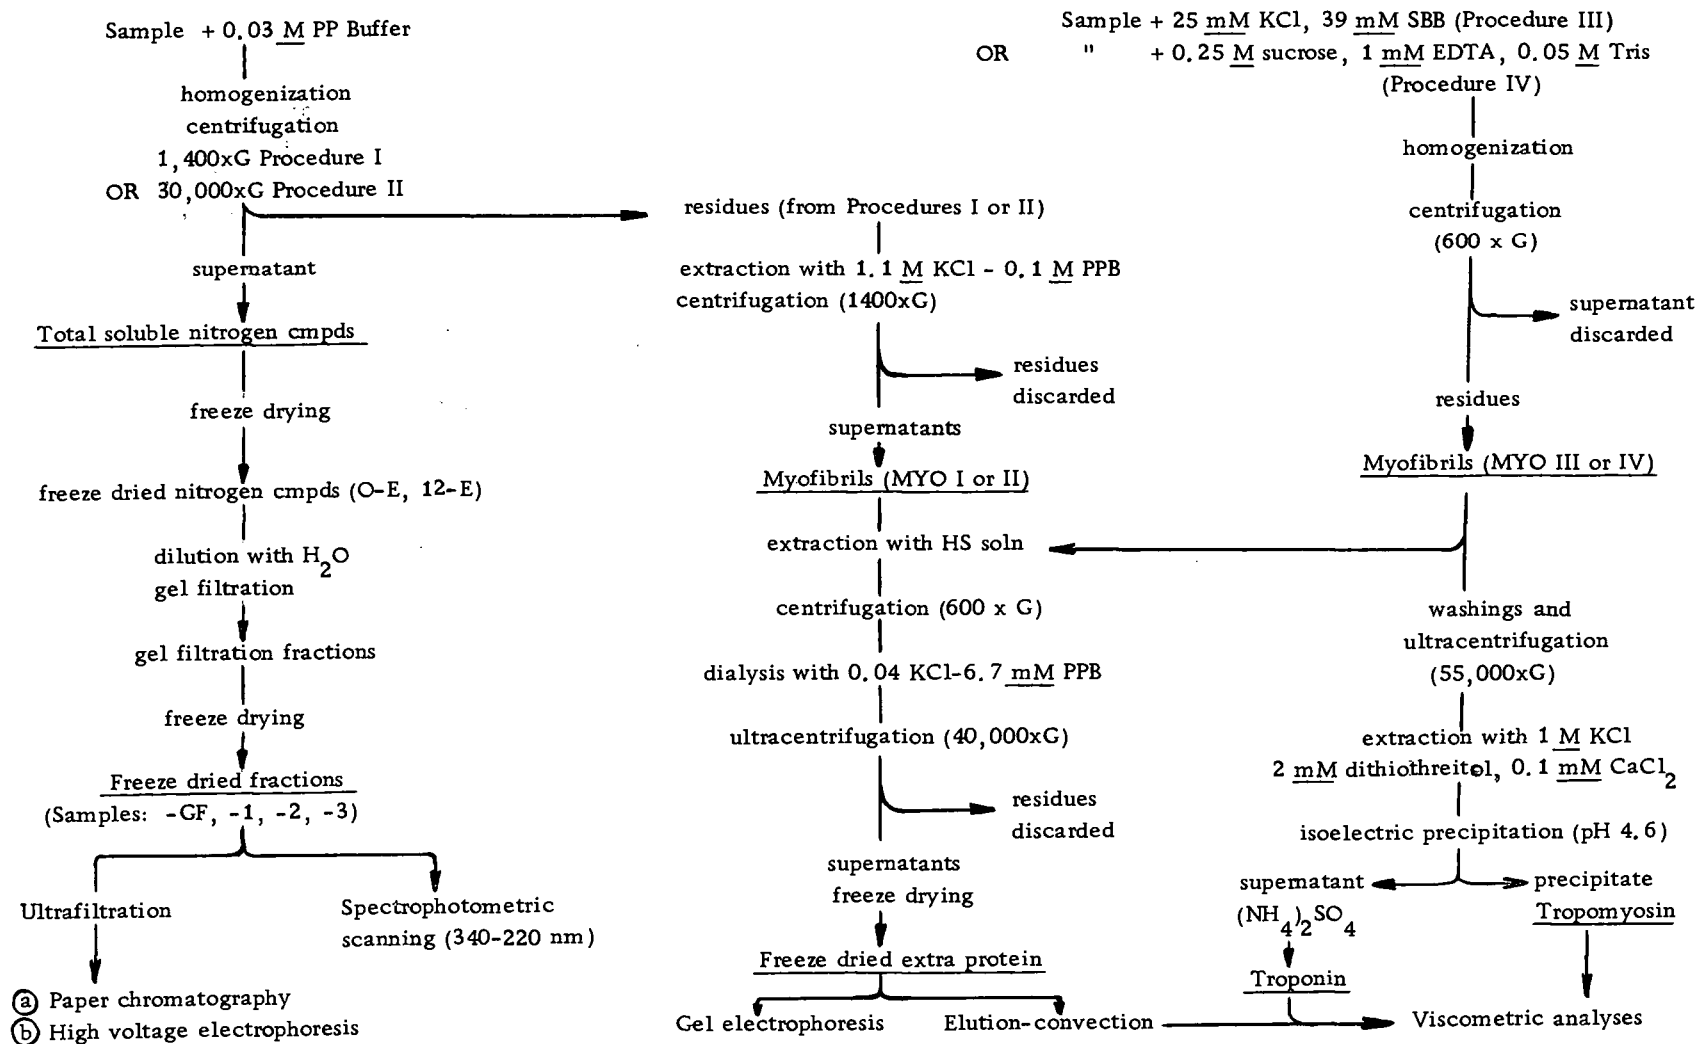 Sample + 0.03 M PP Buffer
homogenization
centrifugation
1,400xG Procedure I
OR 30,000xG Procedure II
supernatant
Total soluble nitrogen cmpds
freeze drying
freeze dried nitrogen cmpds (O-E, 12-E)
dilution with H2O
gel filtration
gel filtration fractions
freeze drying
Freeze dried fractions
(Samples: -GF, -1, -2, -3)
Ultrafiltration
Spectrophotometric
scanning (340-220 nm)
ⓐ Paper chromatography
ⓑ High voltage electrophoresis
residues (from Procedures I or II)
extraction with 1.1 M KCl - 0.1 M PPB
centrifugation (1400xG)
residues
discarded
supernatants
Myofibrils (MYO I or II)
extraction with HS soln
centrifugation (600 x G)
dialysis with 0.04 KCl-6.7 mM PPB
ultracentrifugation (40,000xG)
residues
discarded
supernatants
freeze drying
Freeze dried extra protein
Gel electrophoresis
Elution-convection
Sample + 25 mM KCl, 39 mM SBB (Procedure III)
OR " + 0.25 M sucrose, 1 mM EDTA, 0.05 M Tris
(Procedure IV)
homogenization
centrifugation
(600 x G)
supernatant
discarded
residues
Myofibrils (MYO III or IV)
washings and
ultracentrifugation
(55,000xG)
extraction with 1 M KCl
2 mM dithiothreitol, 0.1 mM CaCl2
isoelectric precipitation (pH 4.6)
supernatant
(NH4)2SO4
Troponin
precipitate
Tropomyosin
Viscometric analyses